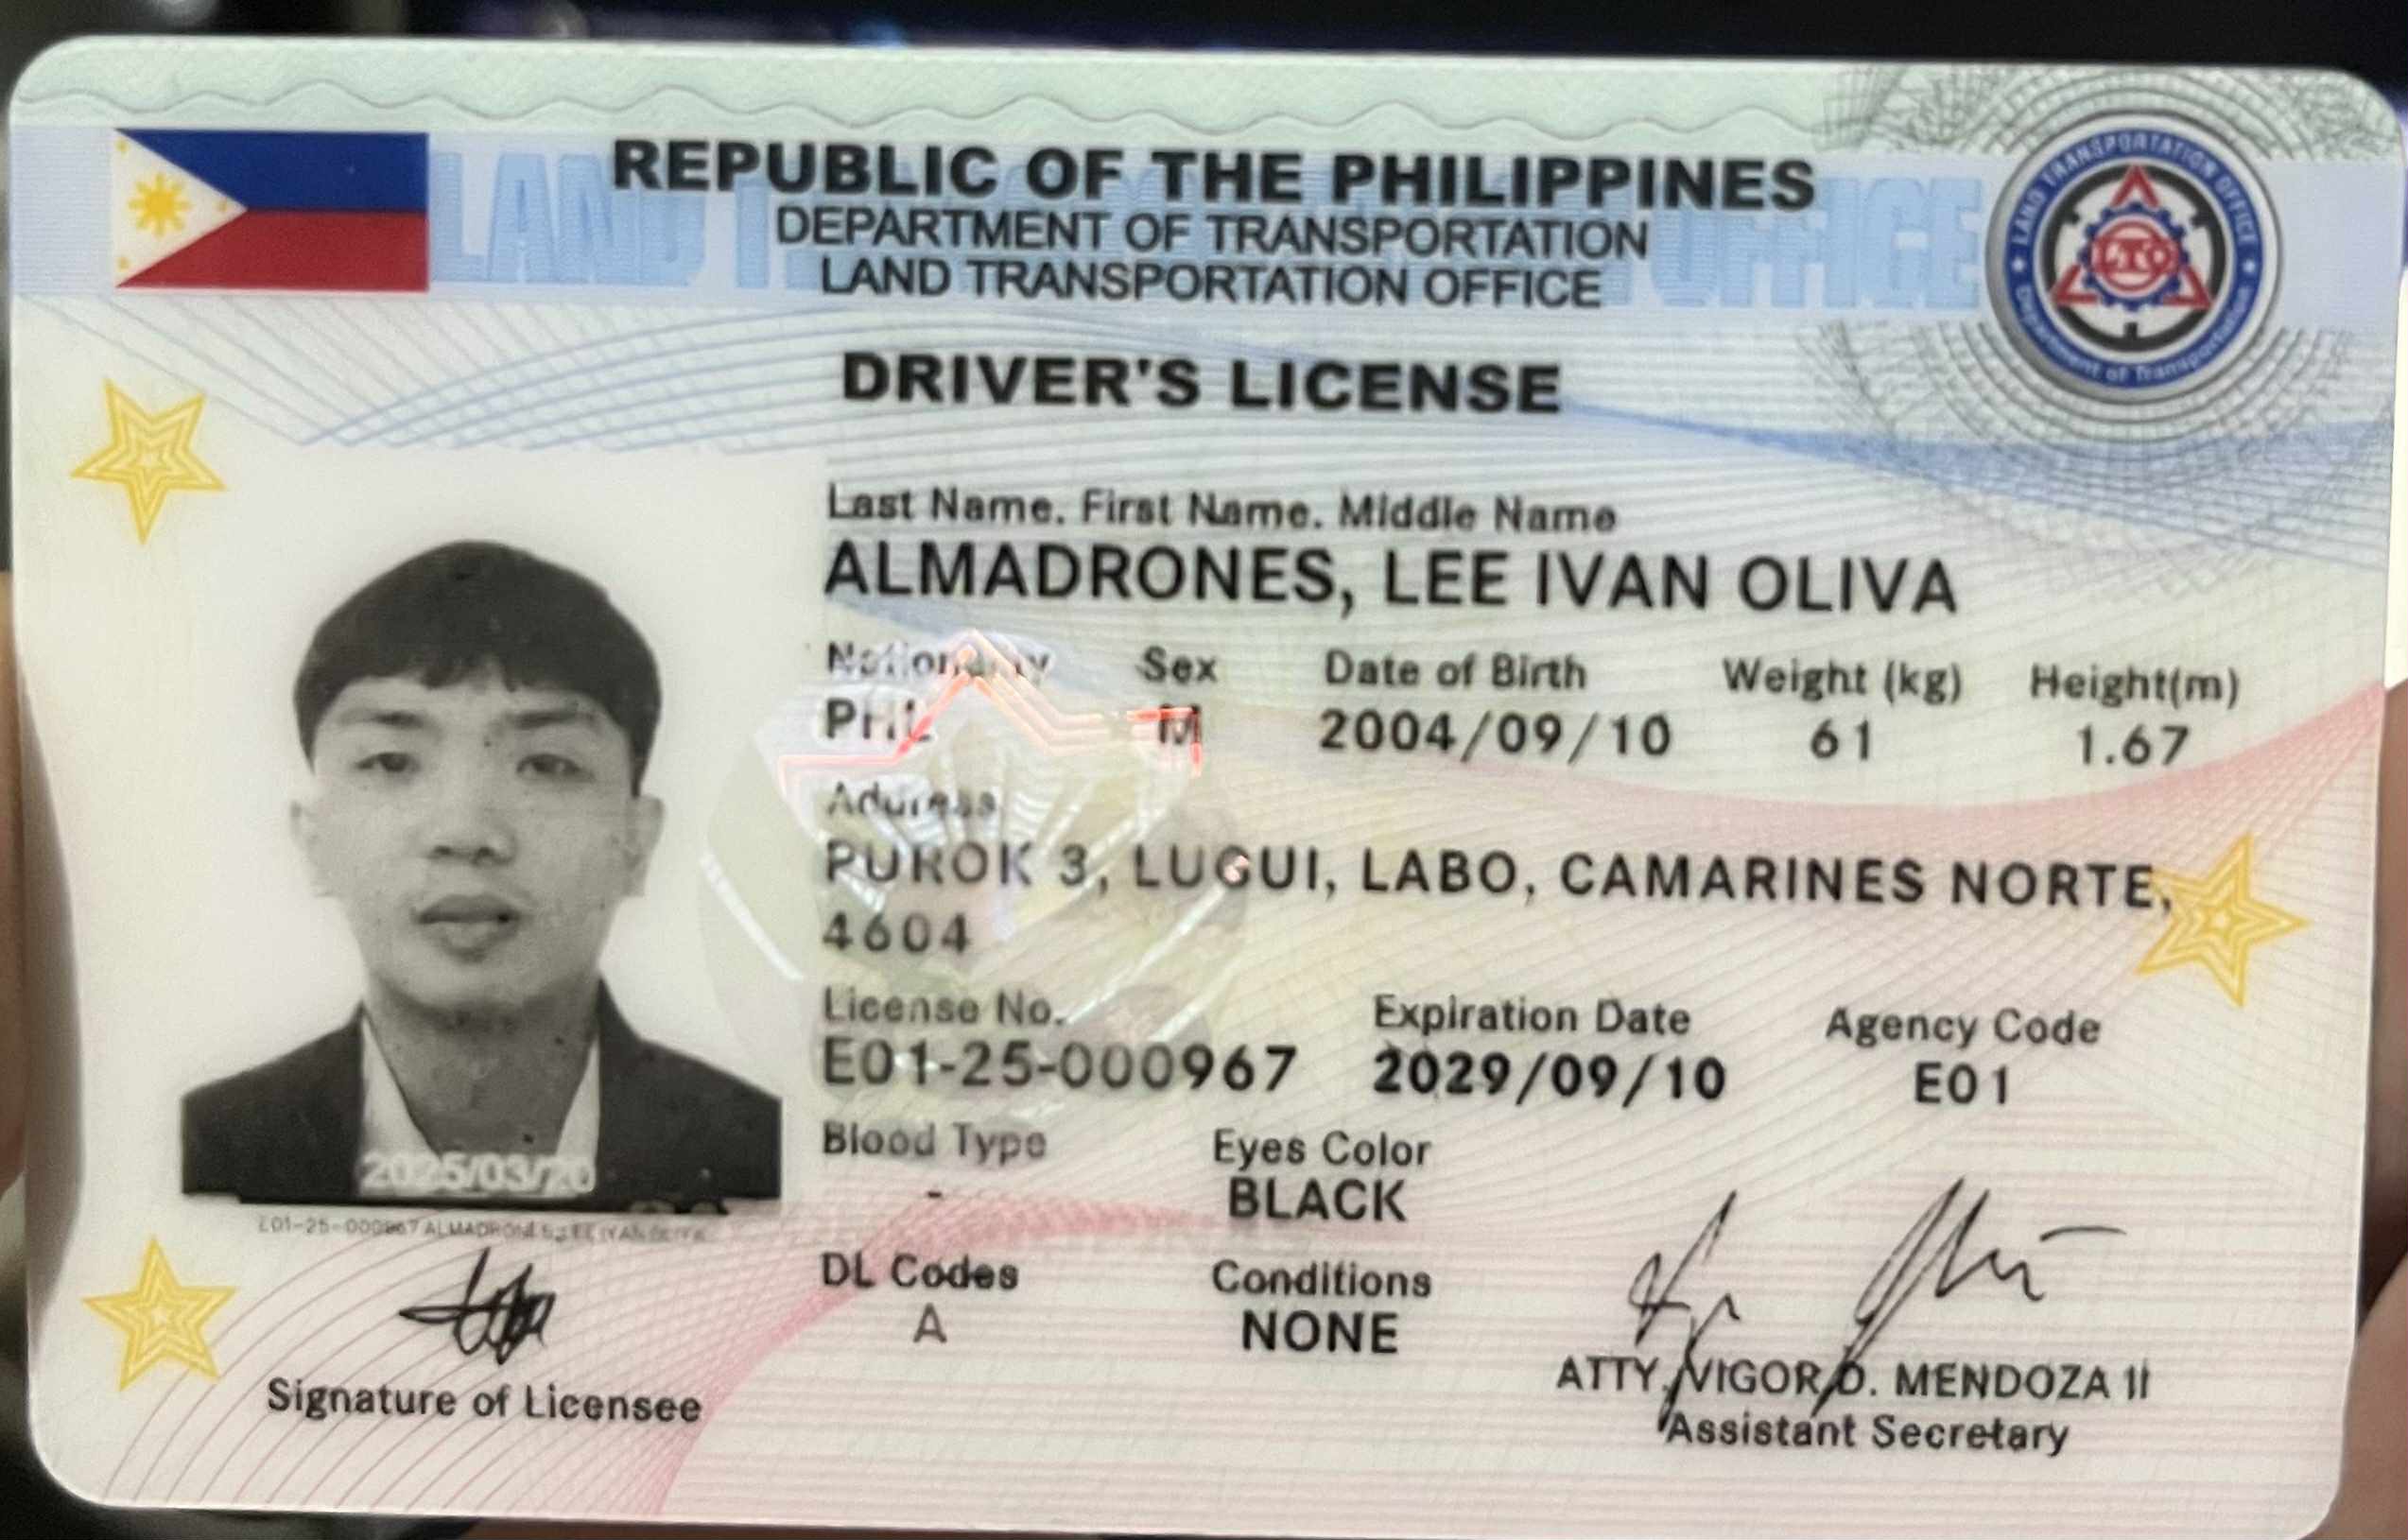 REPUBLIC OF THE PHILIPPINES
DEPARTMENT OF TRANSPORTATION
LAND TRANSPORTATION OFFICE
LAND TRANSPORTATION OFFICE
Department of Transportation
LTO
DRIVER'S LICENSE
Last Name. First Name. Middle Name
ALMADRONES, LEE IVAN OLIVA
Nationality Sex Date of Birth Weight (kg) Height(m)
PHL M 2004/09/10 61 1.67
Address
PUROK 3, LUGUI, LABO, CAMARINES NORTE,
4604
License No. Expiration Date Agency Code
E01-25-000967 2029/09/10 E01
Blood Type Eyes Color
- BLACK
2025/03/20
E01-25-000967 ALMADRONES
DL Codes Conditions
A NONE
Signature of Licensee
ATTY. VIGOR D. MENDOZA II
Assistant Secretary